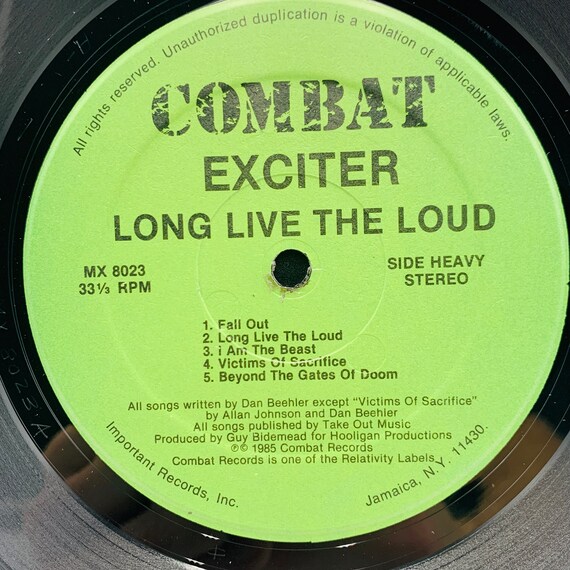 All rights reserved. Unauthorized duplication is a violation of applicable laws.
COMBAT
EXCITER
LONG LIVE THE LOUD
MX 8023
33⅓ RPM
SIDE HEAVY
STEREO
1. Fall Out
2. Long Live The Loud
3. i Am The Beast
4. Victims Of Sacrifice
5. Beyond The Gates Of Doom
All songs written by Dan Beehler except "Victims Of Sacrifice"
by Allan Johnson and Dan Beehler
All songs published by Take Out Music
Produced by Guy Bidemead for Hooligan Productions
℗© 1985 Combat Records
Combat Records is one of the Relativity Labels
Important Records, Inc.
Jamaica, N.Y. 11430.